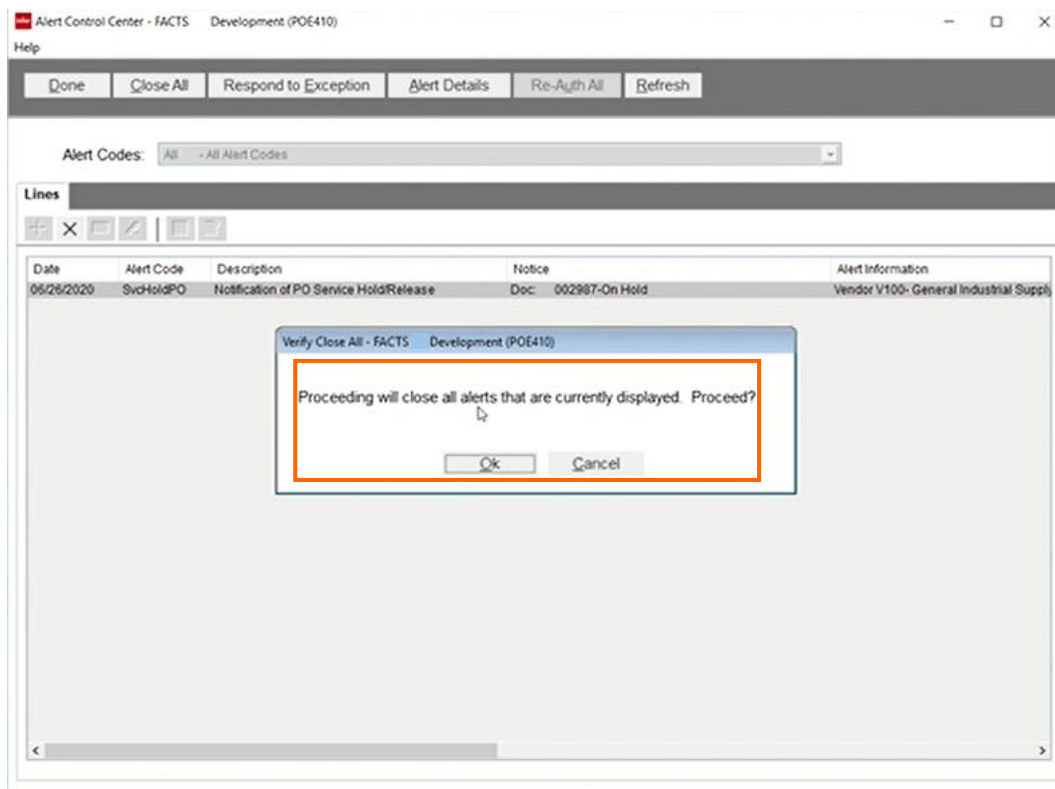 Alert Control Center - FACTS Development (POE410)
Help
Done Close All Respond to Exception Alert Details Re-Auth All Refresh
Alert Codes: All - All Alert Codes
Lines
Date Alert Code Description Notice Alert Information
06/26/2020 SvcHoldPO Notification of PO Service Hold/Release Doc: 002987-On Hold Vendor V100- General Industrial Supply
Verify Close All - FACTS Development (POE410)
Proceeding will close all alerts that are currently displayed. Proceed?
Ok Cancel